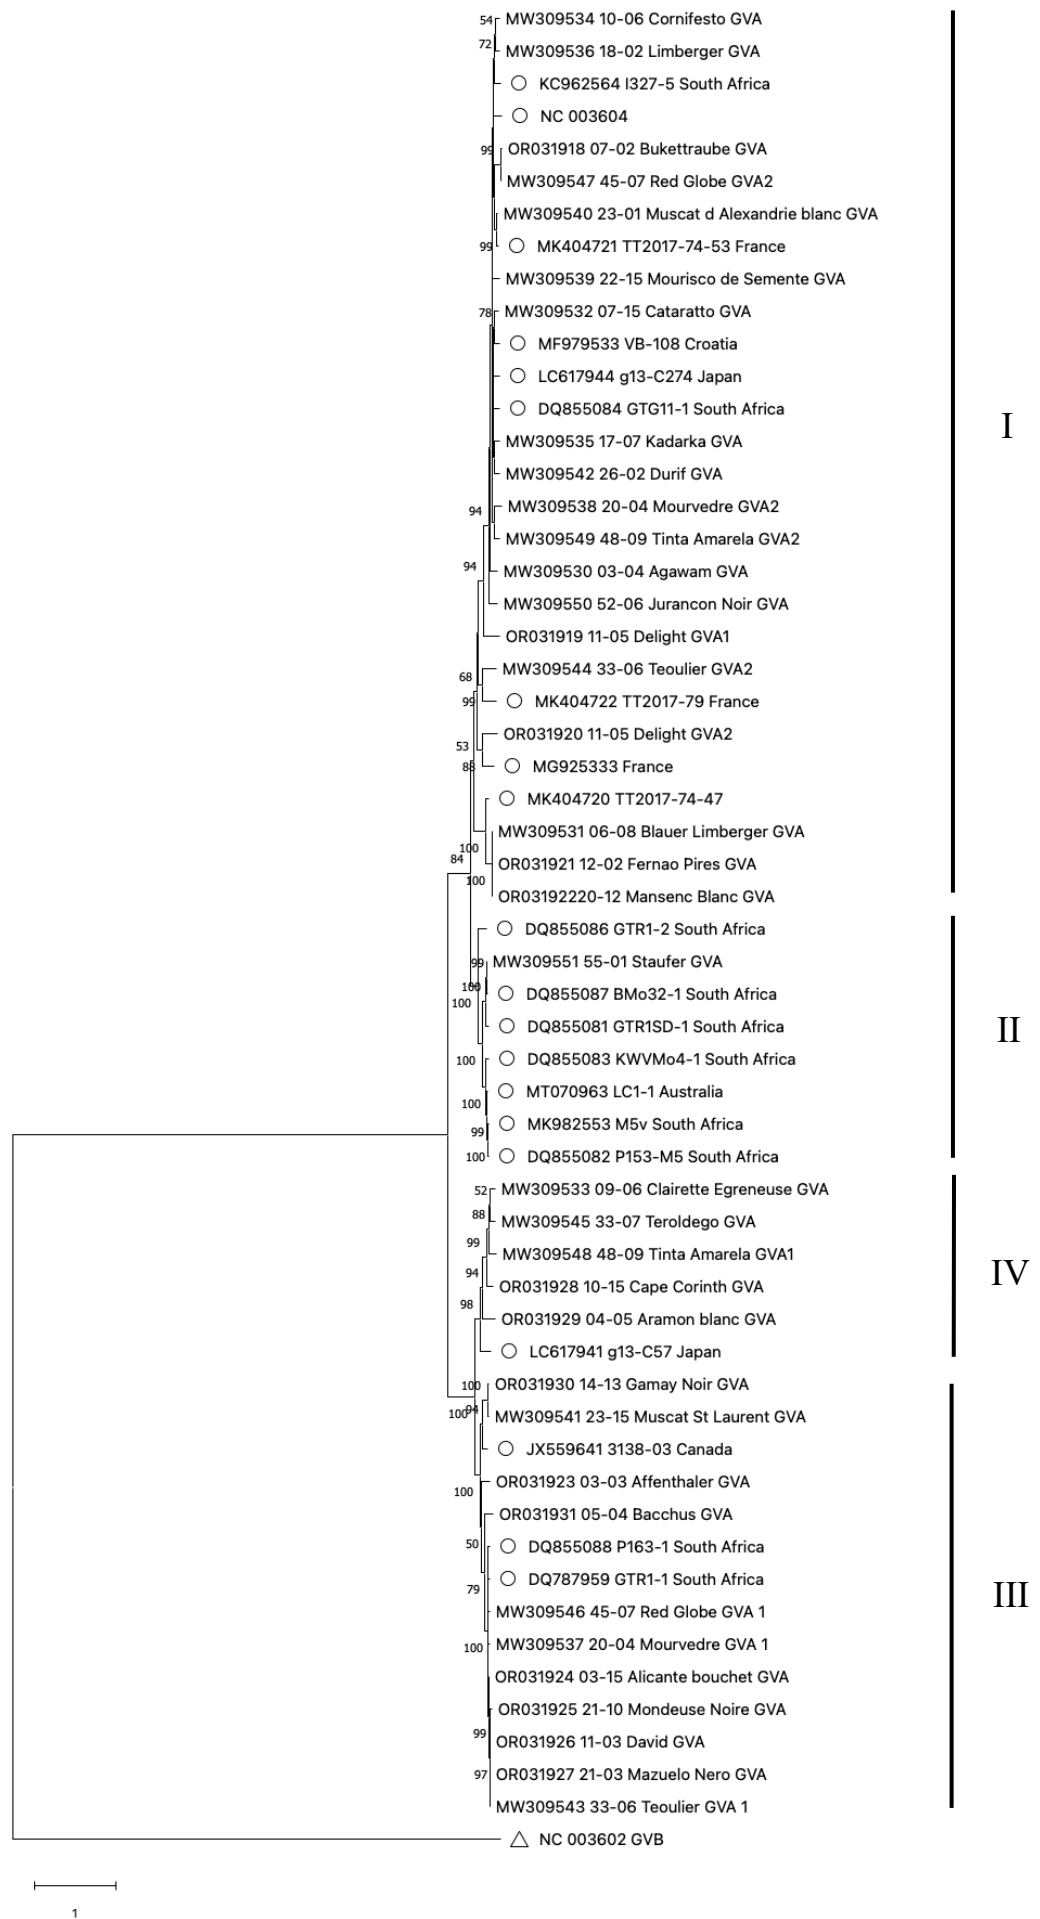 54
MW309534 10-06 Cornifesto GVA
72
MW309536 18-02 Limberger GVA
KC962564 I327-5 South Africa
NC 003604
99
OR031918 07-02 Bukettraube GVA
MW309547 45-07 Red Globe GVA2
MW309540 23-01 Muscat d Alexandrie blanc GVA
99
MK404721 TT2017-74-53 France
MW309539 22-15 Mourisco de Semente GVA
78
MW309532 07-15 Cataratto GVA
MF979533 VB-108 Croatia
LC617944 g13-C274 Japan
DQ855084 GTG11-1 South Africa
I
MW309535 17-07 Kadarka GVA
MW309542 26-02 Durif GVA
94
MW309538 20-04 Mourvedre GVA2
MW309549 48-09 Tinta Amarela GVA2
94
MW309530 03-04 Agawam GVA
MW309550 52-06 Jurancon Noir GVA
OR031919 11-05 Delight GVA1
68
MW309544 33-06 Teoulier GVA2
99
MK404722 TT2017-79 France
53
OR031920 11-05 Delight GVA2
88
MG925333 France
MK404720 TT2017-74-47
MW309531 06-08 Blauer Limberger GVA
100
84
OR031921 12-02 Fernao Pires GVA
100
OR03192220-12 Mansenc Blanc GVA
DQ855086 GTR1-2 South Africa
99
MW309551 55-01 Staufer GVA
100
DQ855087 BMo32-1 South Africa
100
DQ855081 GTR1SD-1 South Africa
II
100
DQ855083 KWVMo4-1 South Africa
100
MT070963 LC1-1 Australia
99
MK982553 M5v South Africa
100
DQ855082 P153-M5 South Africa
52
MW309533 09-06 Clairette Egreneuse GVA
88
MW309545 33-07 Teroldego GVA
99
MW309548 48-09 Tinta Amarela GVA1
94
IV
OR031928 10-15 Cape Corinth GVA
98
OR031929 04-05 Aramon blanc GVA
LC617941 g13-C57 Japan
100
OR031930 14-13 Gamay Noir GVA
100
94
MW309541 23-15 Muscat St Laurent GVA
JX559641 3138-03 Canada
100
OR031923 03-03 Affenthaler GVA
OR031931 05-04 Bacchus GVA
50
DQ855088 P163-1 South Africa
79
DQ787959 GTR1-1 South Africa
III
MW309546 45-07 Red Globe GVA 1
100
MW309537 20-04 Mourvedre GVA 1
OR031924 03-15 Alicante bouchet GVA
OR031925 21-10 Mondeuse Noire GVA
99
OR031926 11-03 David GVA
97
OR031927 21-03 Mazuelo Nero GVA
MW309543 33-06 Teoulier GVA 1
NC 003602 GVB
1